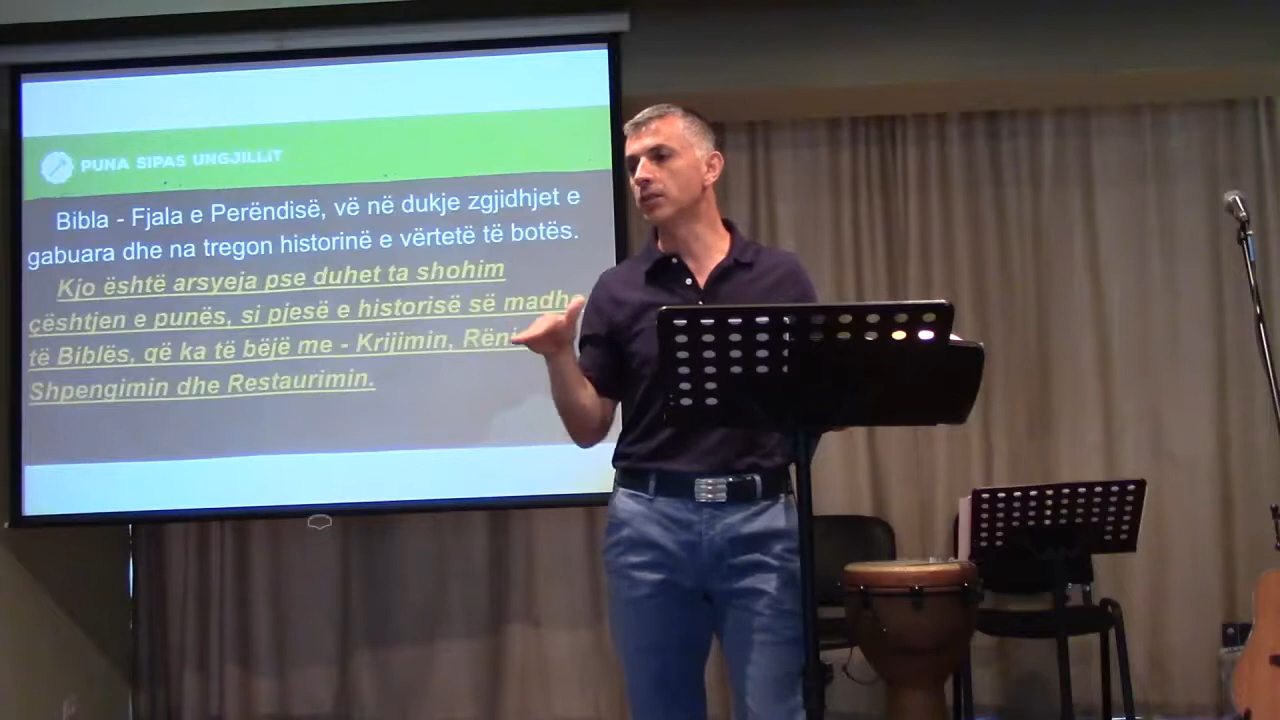 PUNA SIPAS UNGJILLIT
Bibla - Fjala e Perëndisë, vë në dukje zgjidhjet e
gabuara dhe na tregon historinë e vërtetë të botës.
Kjo është arsyeja pse duhet ta shohim
çështjen e punës, si pjesë e historisë së madhe
të Biblës, që ka të bëjë me - Krijimin,
Shpengimin dhe Restaurimin.